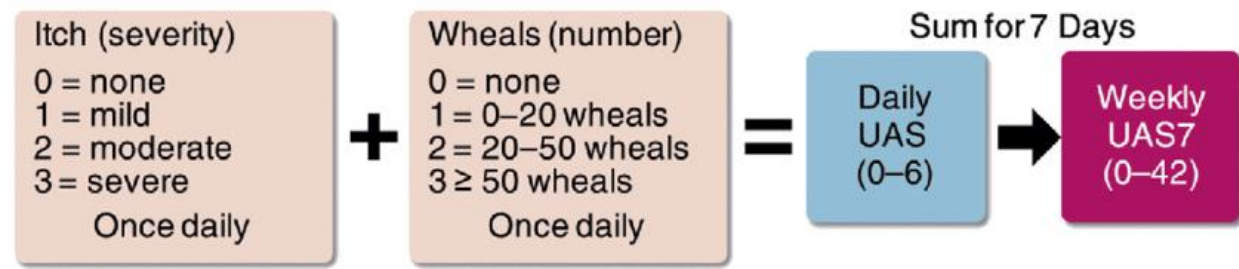 Itch (severity)
0 = none
1 = mild
2 = moderate
3 = severe
Once daily
+
Wheals (number)
0 = none
1 = 0–20 wheals
2 = 20–50 wheals
3 ≥ 50 wheals
Once daily
=
Sum for 7 Days
Daily
UAS
(0–6)
Weekly
UAS7
(0–42)